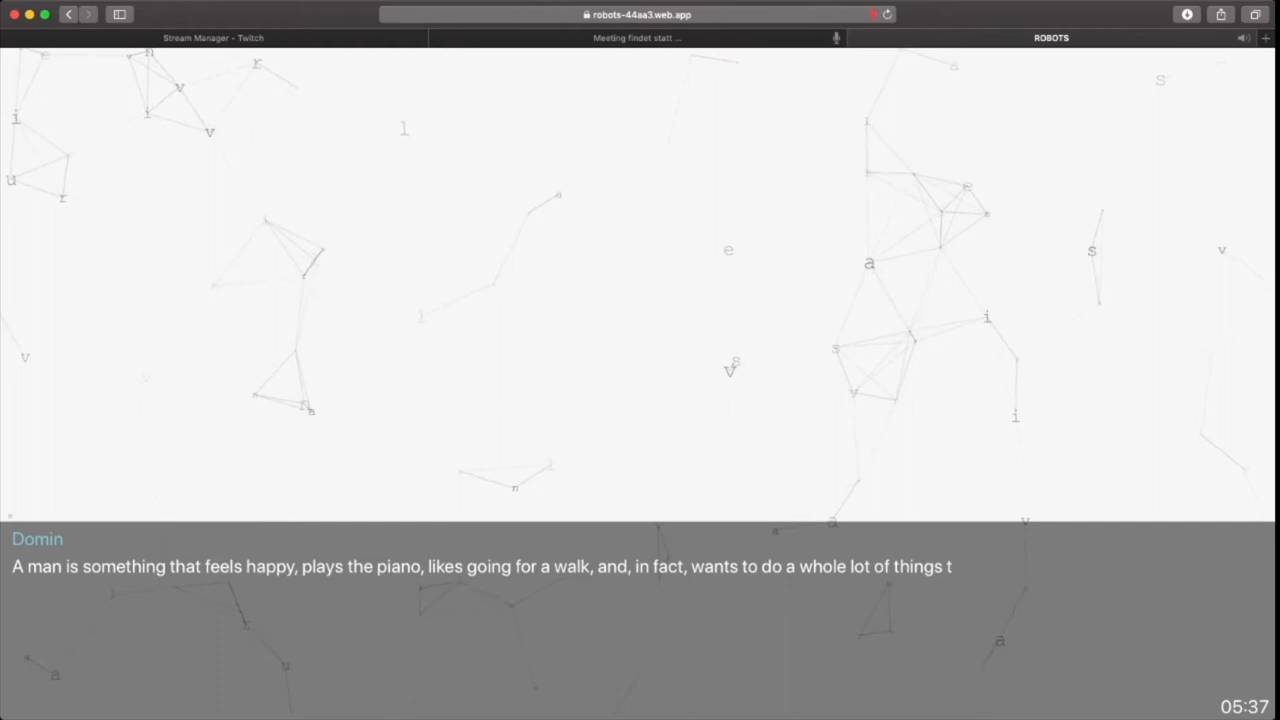 robots-44aa3.web.app
Stream Manager - Twitch
Meeting findet statt ...
ROBOTS
r
n
v
i
v
i
u
r
l
a
s
i
e
a
e
a
s
v
i
s
v
s
v
v
i
l
a
n
a
v
a
u
a
Domin
A man is something that feels happy, plays the piano, likes going for a walk, and, in fact, wants to do a whole lot of things t
05:37